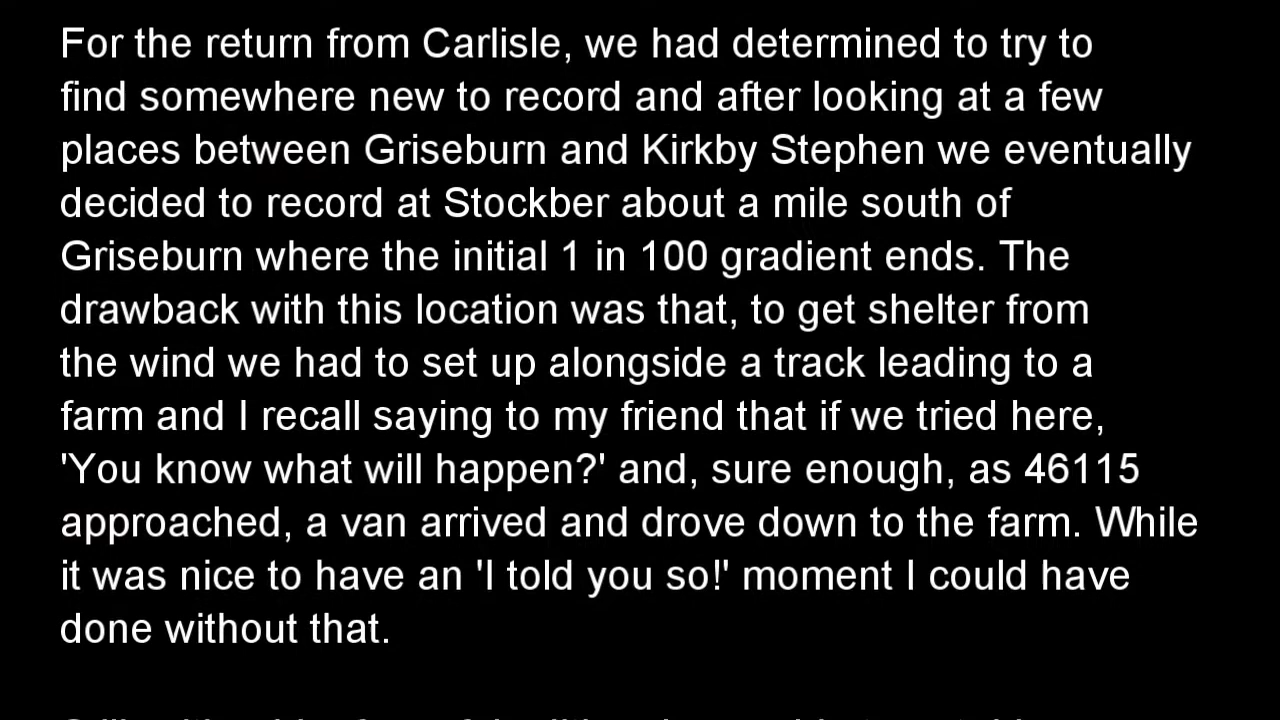 For the return from Carlisle, we had determined to try to
find somewhere new to record and after looking at a few
places between Griseburn and Kirkby Stephen we eventually
decided to record at Stockber about a mile south of
Griseburn where the initial 1 in 100 gradient ends. The
drawback with this location was that, to get shelter from
the wind we had to set up alongside a track leading to a
farm and I recall saying to my friend that if we tried here,
'You know what will happen?' and, sure enough, as 46115
approached, a van arrived and drove down to the farm. While
it was nice to have an 'I told you so!' moment I could have
done without that.